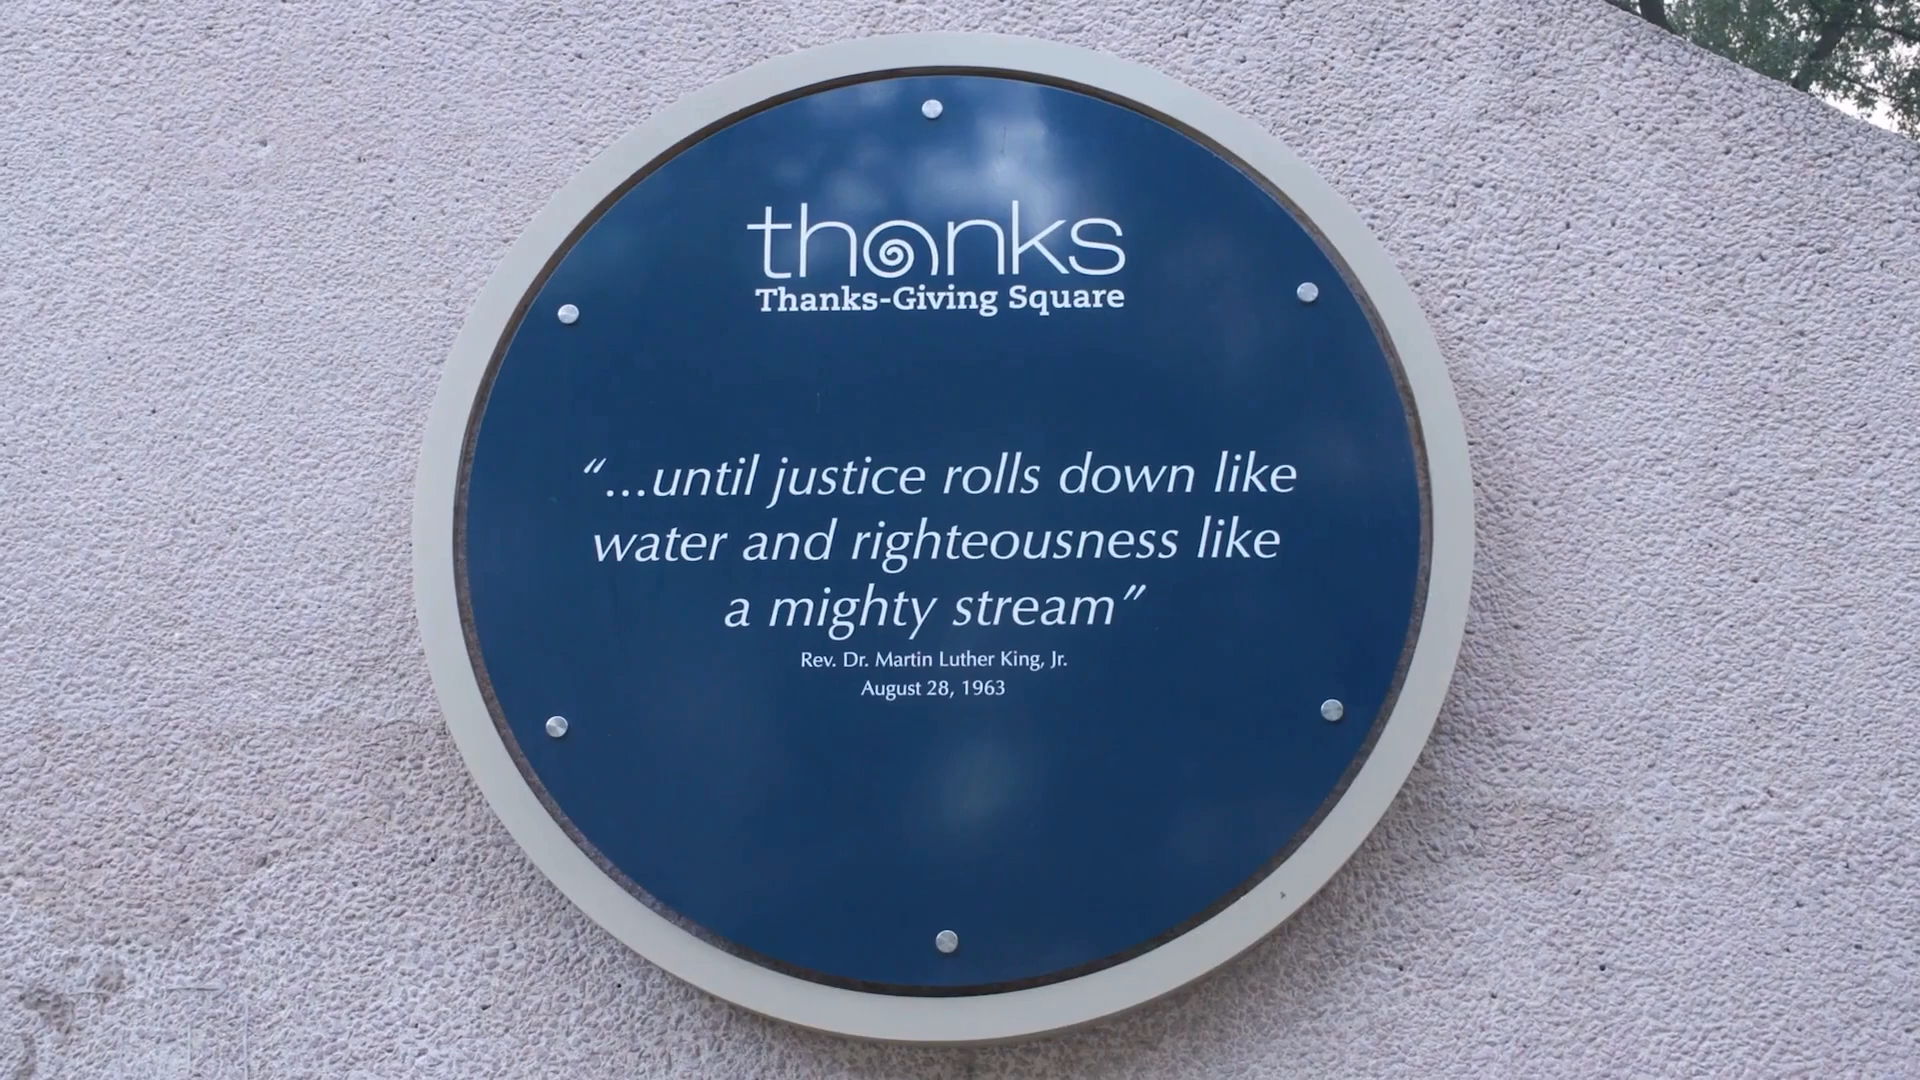 thanks
Thanks-Giving Square
“...until justice rolls down like
water and righteousness like
a mighty stream”
Rev. Dr. Martin Luther King, Jr.
August 28, 1963